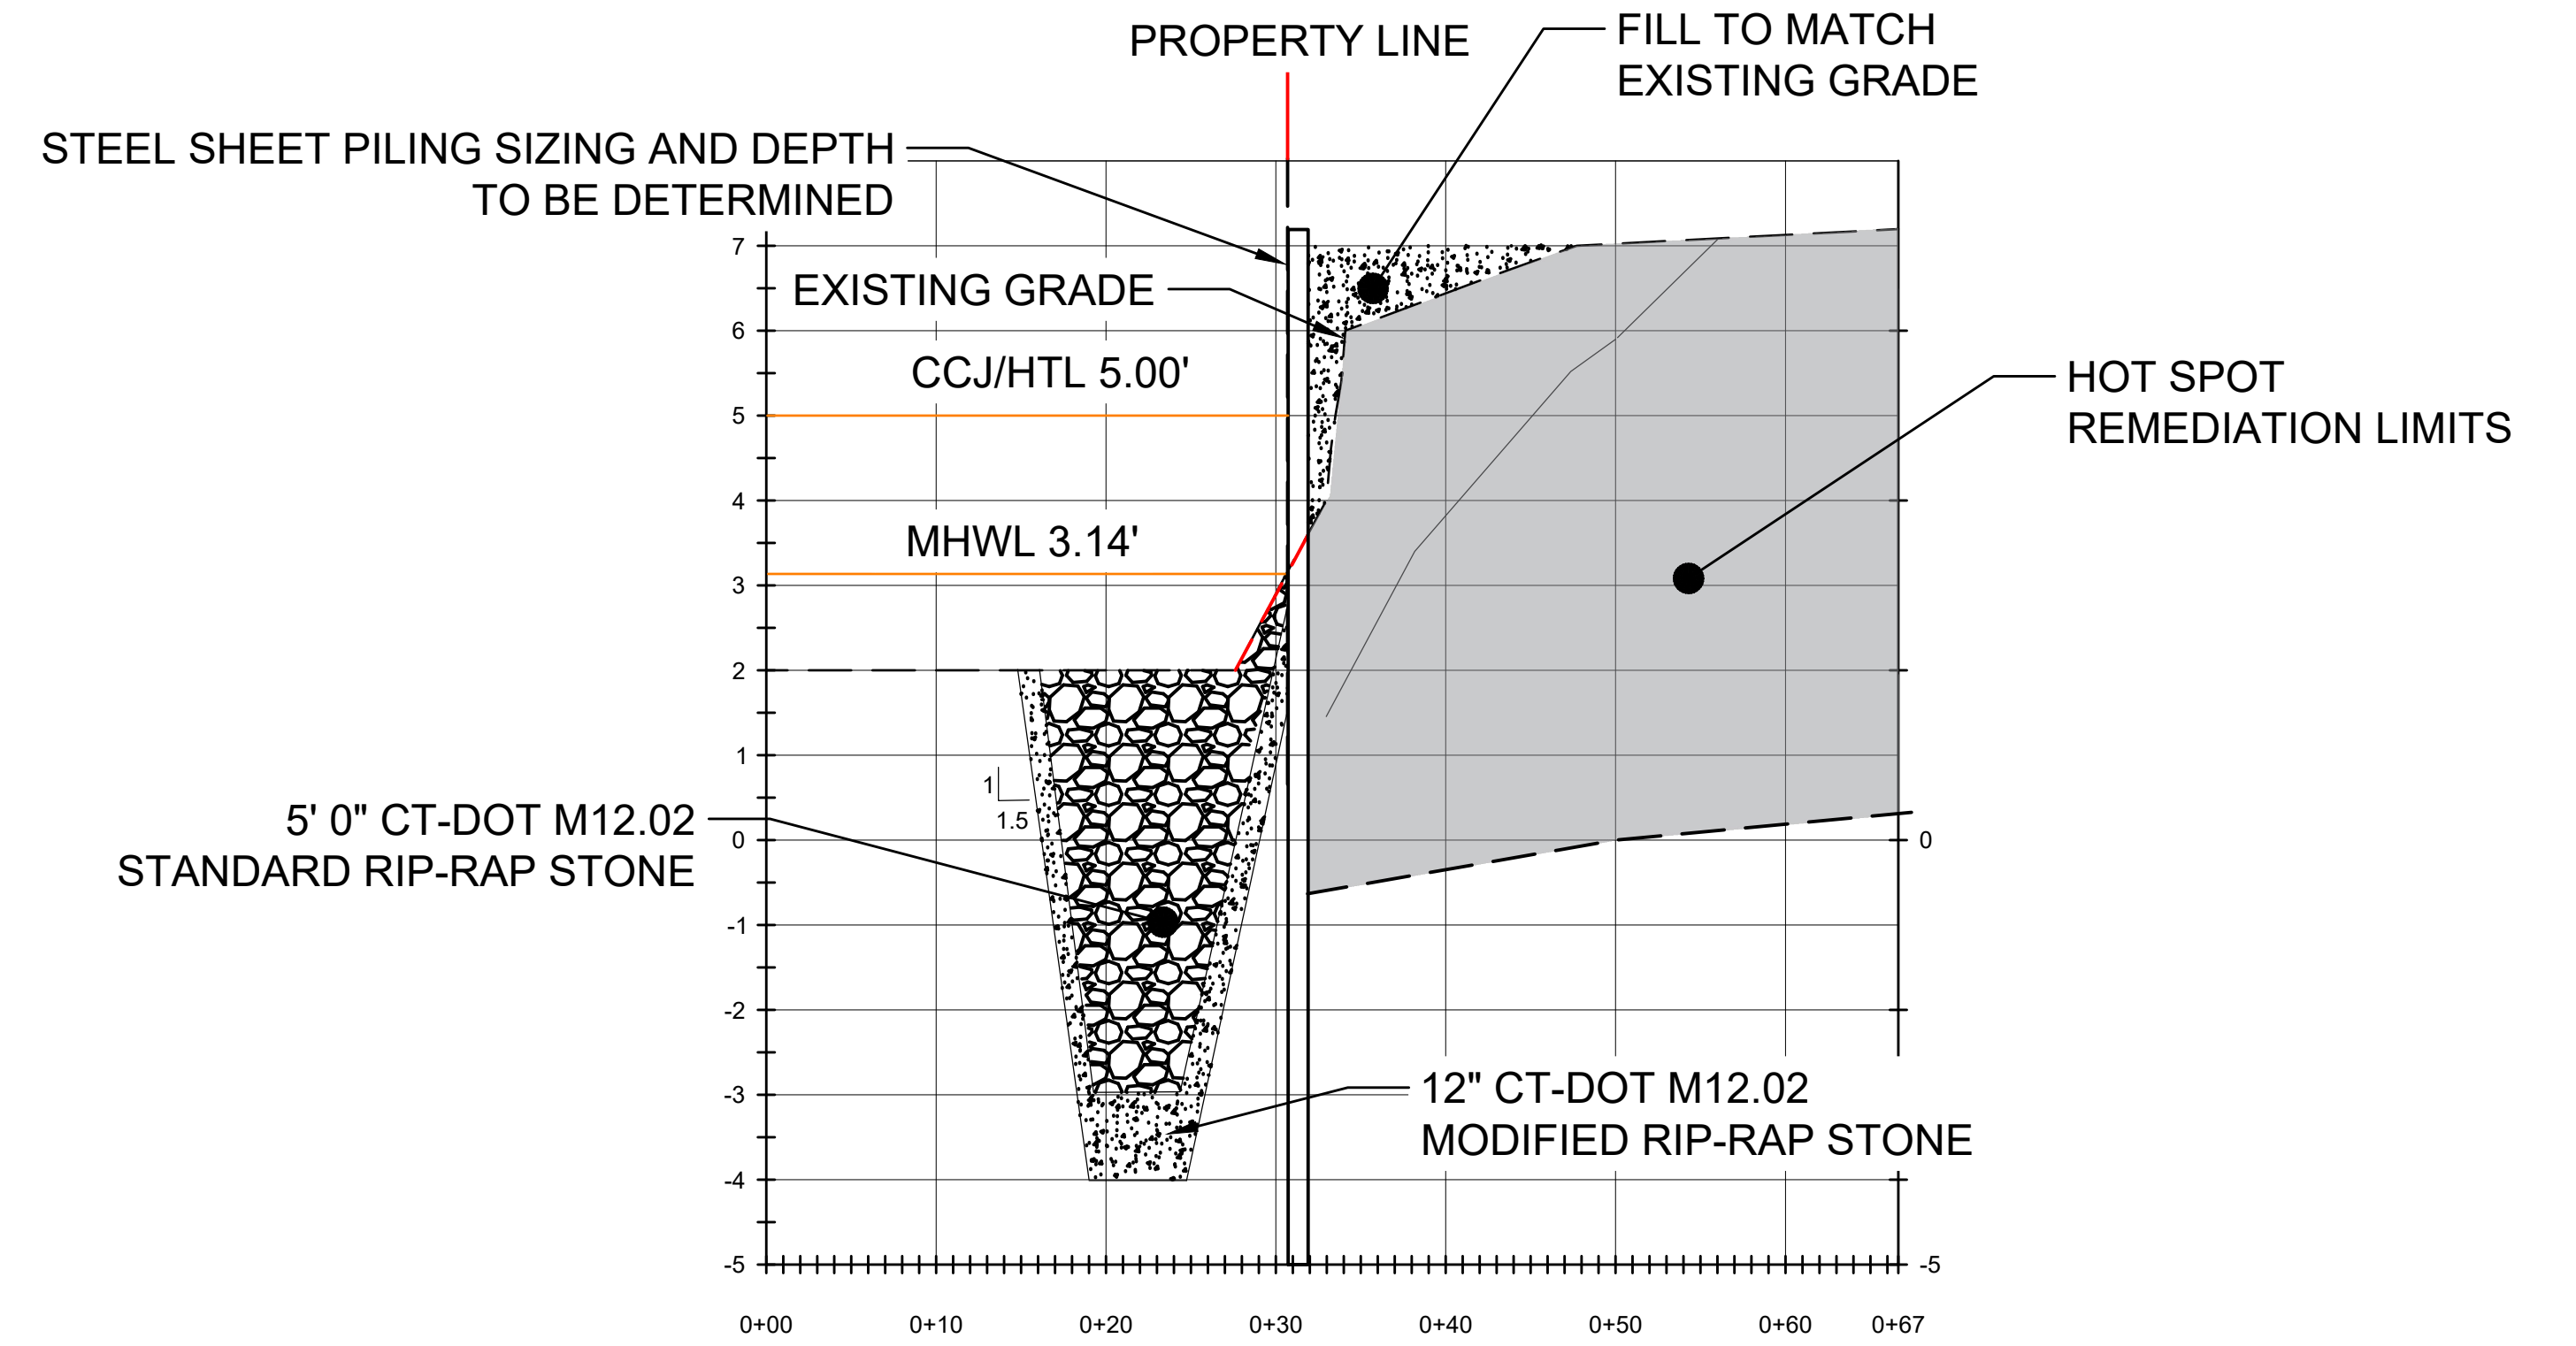 PROPERTY LINE
FILL TO MATCH
EXISTING GRADE
STEEL SHEET PILING SIZING AND DEPTH
TO BE DETERMINED
7
EXISTING GRADE
6
CCJ/HTL 5.00'
HOT SPOT
REMEDIATION LIMITS
5
4
MHWL 3.14'
3
2
1
1
1.5
5' 0" CT-DOT M12.02
STANDARD RIP-RAP STONE
0
0
-1
-2
-3
12" CT-DOT M12.02
MODIFIED RIP-RAP STONE
-4
-5
-5
0+00 0+10 0+20 0+30 0+40 0+50 0+60 0+67